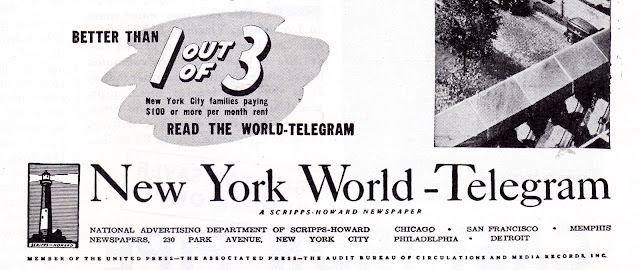 BETTER THAN
1 OUT OF 3
New York City families paying
$100 or more per month rent
READ THE WORLD-TELEGRAM
New York World-Telegram
A SCRIPPS-HOWARD NEWSPAPER
SCRIPPS-HOWARD
NATIONAL ADVERTISING DEPARTMENT OF SCRIPPS-HOWARD
NEWSPAPERS, 230 PARK AVENUE, NEW YORK CITY
CHICAGO • SAN FRANCISCO • MEMPHIS
PHILADELPHIA • DETROIT
MEMBER OF THE UNITED PRESS—THE ASSOCIATED PRESS—THE AUDIT BUREAU OF CIRCULATIONS AND MEDIA RECORDS, INC.